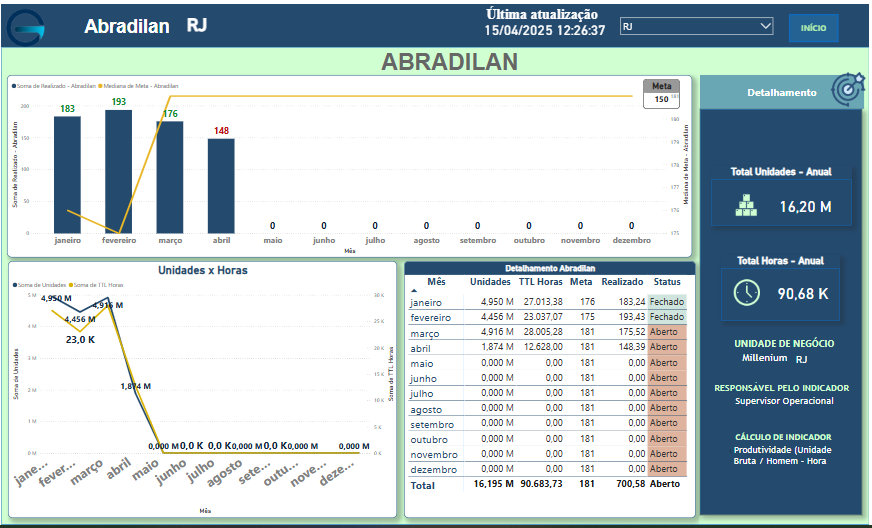 Abradilan RJ
Última atualização
15/04/2025 12:26:37
RJ
INÍCIO
ABRADILAN
Soma de Realizado - Abradilan Mediana de Meta - Abradilan
Soma de Realizado - Abradilan
200
150
100
50
0
183
193
176
148
0 0 0 0 0 0 0 0
janeiro fevereiro março abril maio junho julho agosto setembro outubro novembro dezembro
Mês
Meta
150
181
180
179
178
177
176
175
Mediana de Meta - Abradilan
Detalhamento
Total Unidades - Anual
16,20 M
Total Horas - Anual
90,68 K
UNIDADE DE NEGÓCIO
Millenium RJ
RESPONSÁVEL PELO INDICADOR
Supervisor Operacional
CÁLCULO DE INDICADOR
Produtividade (Unidade
Bruta / Homem - Hora
Unidades x Horas
Soma de Unidades Soma de TTL Horas
Soma de Unidades
5 M
4 M
3 M
2 M
1 M
0 M
4,950 M
4,456 M
4,916 M
23,0 K
1,874 M
0,000 M 0,0 K 0,0 K 0,000 M 0,0 K 0,000 M 0,000 M
30 K
25 K
20 K
15 K
10 K
5 K
0 K
Soma de TTL Horas
jane... fever... março abril maio junho julho agosto sete... outu... nove... deze...
Mês
Detalhamento Abradilan
Mês Unidades TTL Horas Meta Realizado Status
janeiro 4,950 M 27.013,38 176 183,24 Fechado
fevereiro 4,456 M 23.037,07 175 193,43 Fechado
março 4,916 M 28.005,28 181 175,52 Aberto
abril 1,874 M 12.628,00 181 148,39 Aberto
maio 0,000 M 0,00 181 0,00 Aberto
junho 0,000 M 0,00 181 0,00 Aberto
julho 0,000 M 0,00 181 0,00 Aberto
agosto 0,000 M 0,00 181 0,00 Aberto
setembro 0,000 M 0,00 181 0,00 Aberto
outubro 0,000 M 0,00 181 0,00 Aberto
novembro 0,000 M 0,00 181 0,00 Aberto
dezembro 0,000 M 0,00 181 0,00 Aberto
Total 16,195 M 90.683,73 181 700,58 Aberto